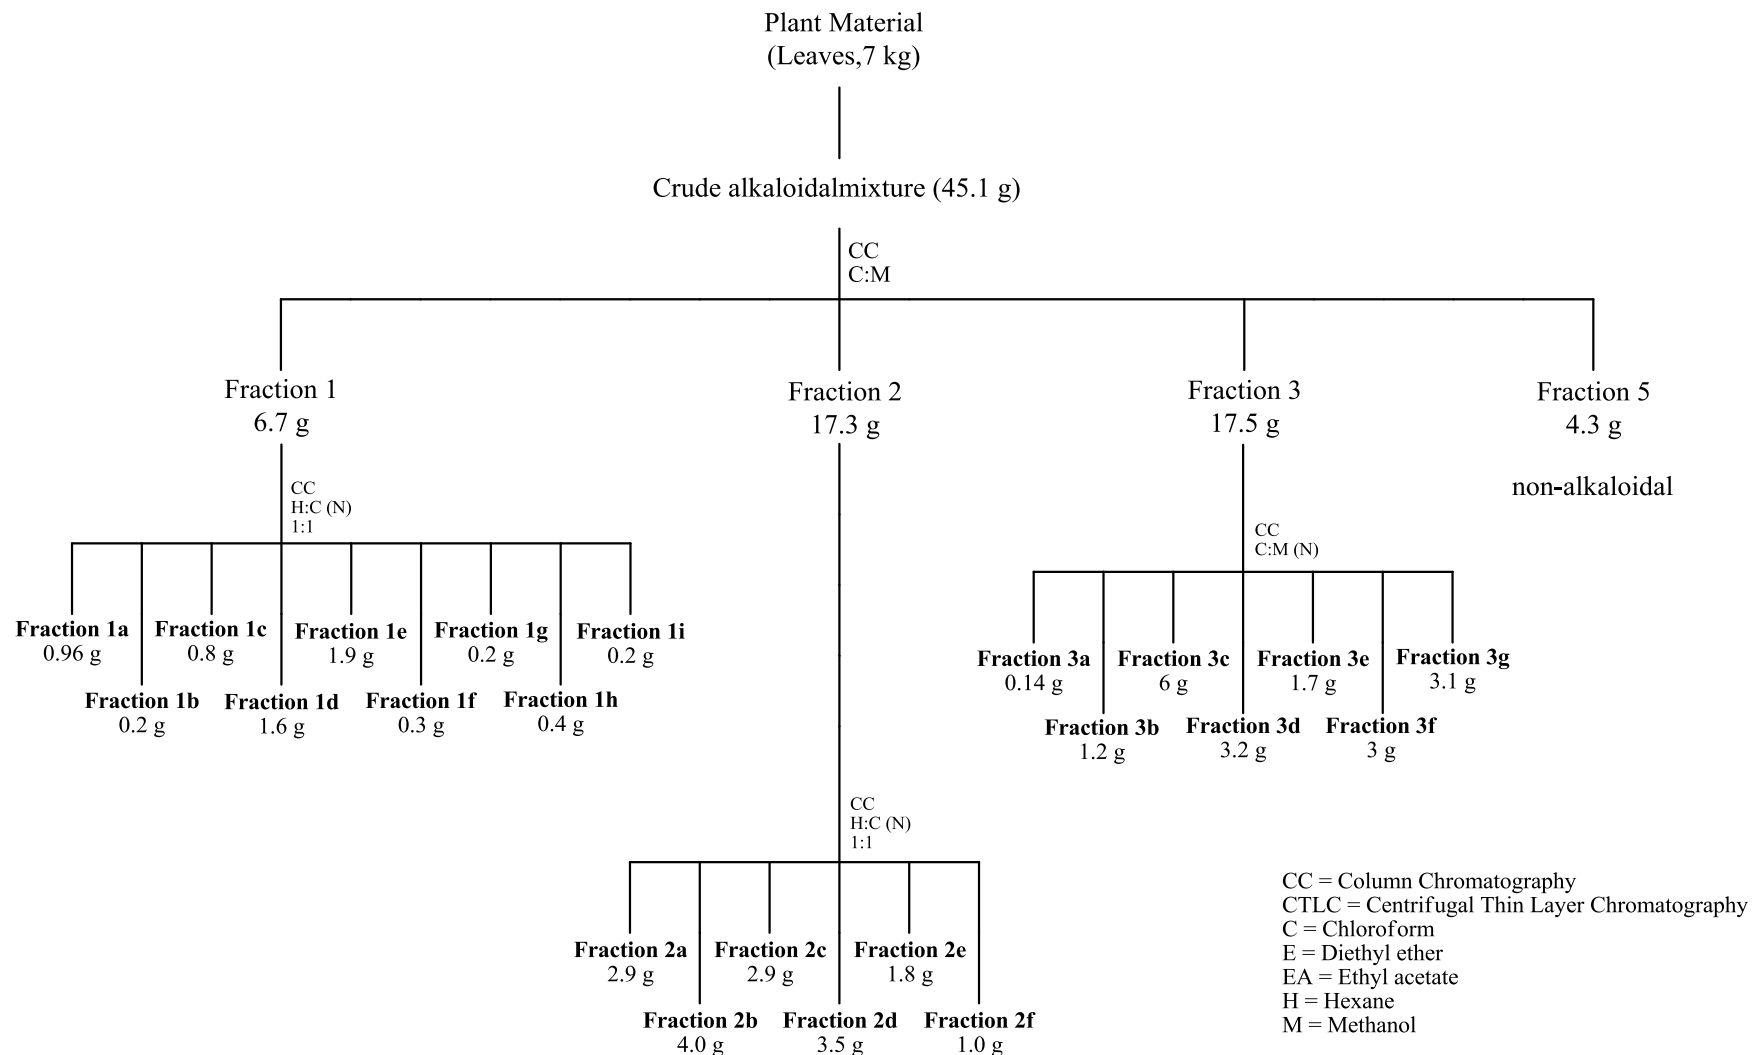 Plant Material
(Leaves,7 kg)
Crude alkaloidalmixture (45.1 g)
CC
C:M
Fraction 1
6.7 g
Fraction 2
17.3 g
Fraction 3
17.5 g
Fraction 5
4.3 g
non-alkaloidal
CC
H:C (N)
1:1
Fraction 1a
0.96 g
Fraction 1b
0.2 g
Fraction 1c
0.8 g
Fraction 1d
1.6 g
Fraction 1e
1.9 g
Fraction 1f
0.3 g
Fraction 1g
0.2 g
Fraction 1h
0.4 g
Fraction 1i
0.2 g
CC
C:M (N)
Fraction 3a
0.14 g
Fraction 3b
1.2 g
Fraction 3c
6 g
Fraction 3d
3.2 g
Fraction 3e
1.7 g
Fraction 3f
3 g
Fraction 3g
3.1 g
CC
H:C (N)
1:1
Fraction 2a
2.9 g
Fraction 2b
4.0 g
Fraction 2c
2.9 g
Fraction 2d
3.5 g
Fraction 2e
1.8 g
Fraction 2f
1.0 g
CC = Column Chromatography
CTLC = Centrifugal Thin Layer Chromatography
C = Chloroform
E = Diethyl ether
EA = Ethyl acetate
H = Hexane
M = Methanol